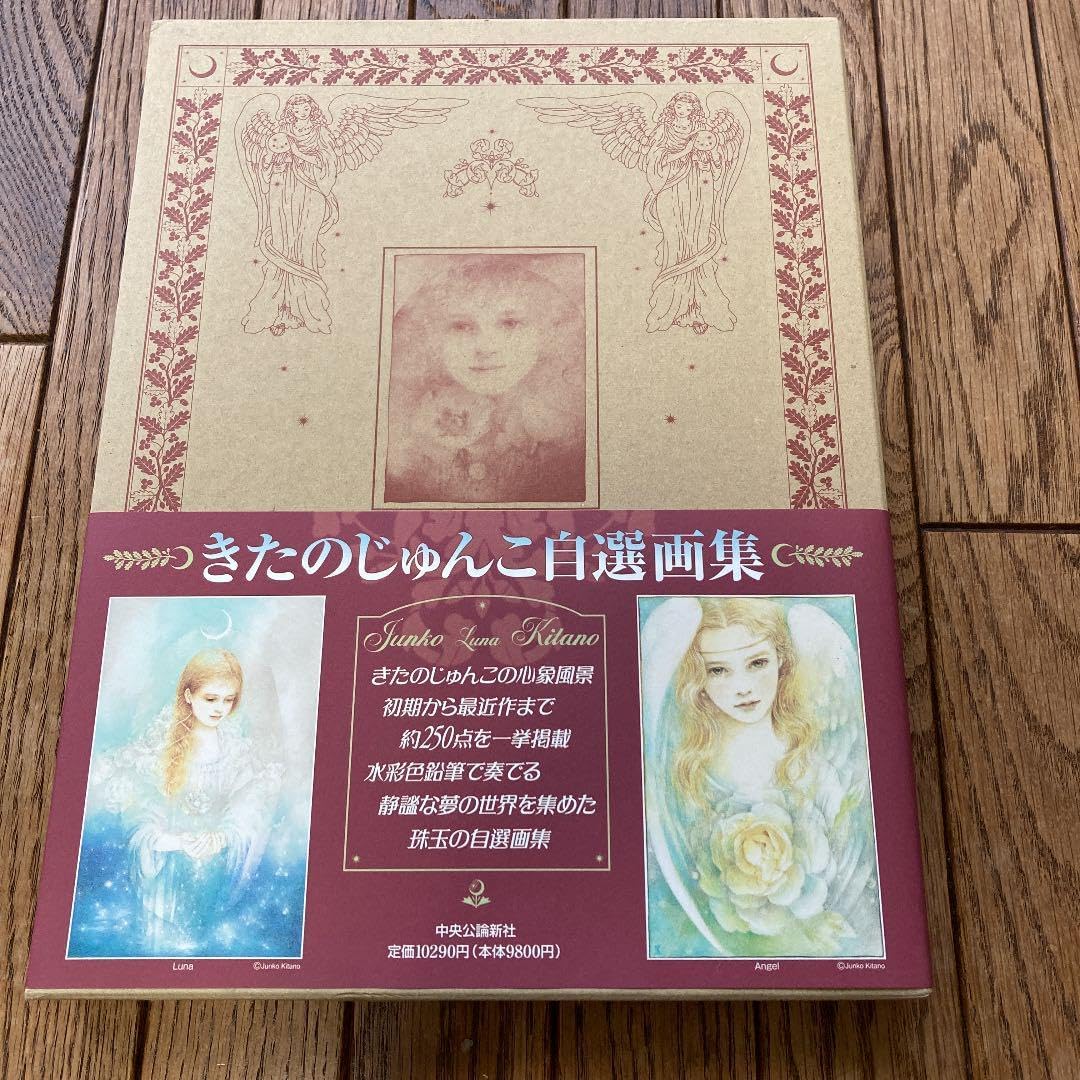 きたのじゅんこ自選画集
Junko Luna Kitano
きたのじゅんこの心象風景
初期から最近作まで
約250点を一挙掲載
水彩色鉛筆で奏でる
静謐な夢の世界を集めた
珠玉の自選画集
中央公論新社
定価10290円(本体9800円)
Luna ©Junko Kitano
Angel ©Junko Kitano